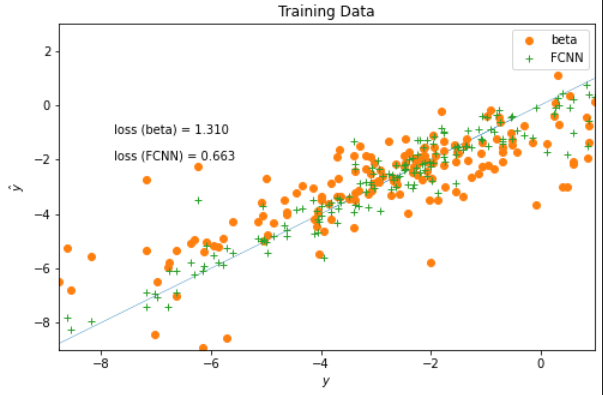 Training Data
beta
FCNN
loss (beta) = 1.310
loss (FCNN) = 0.663
2
0
−2
−4
−6
−8
ŷ
−8 −6 −4 −2 0
y